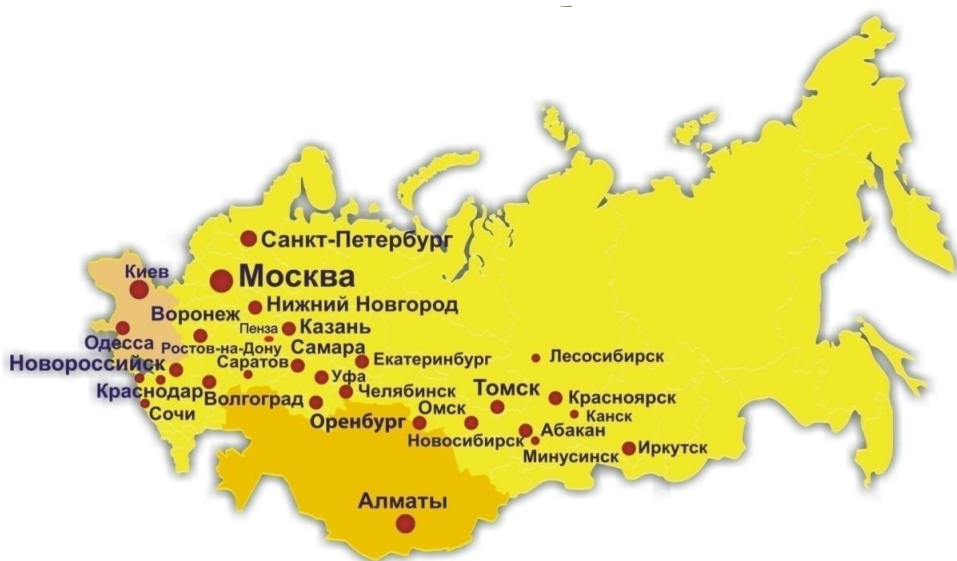 Санкт-Петербург
Киев
Москва
Нижний Новгород
Воронеж
Пенза
Казань
Одесса
Ростов-на-Дону
Самара
Новороссийск
Саратов
Екатеринбург
Лесосибирск
Уфа
Краснодар
Волгоград
Челябинск
Томск
Красноярск
Сочи
Оренбург
Омск
Канск
Новосибирск
Абакан
Минусинск
Иркутск
Алматы